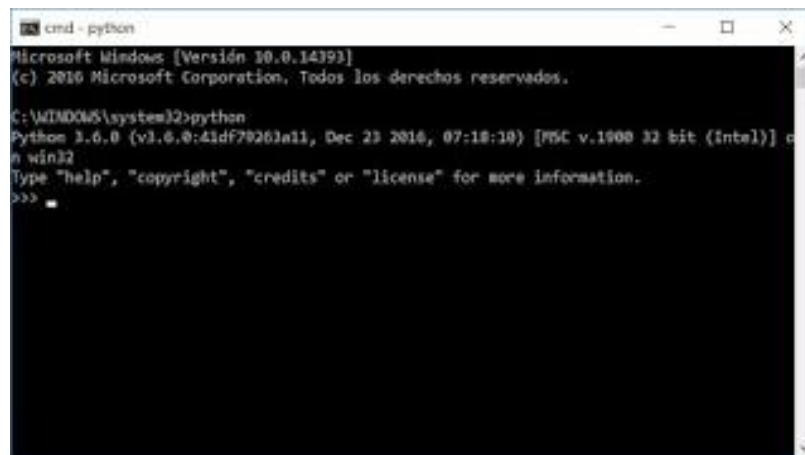 cmd - python
Microsoft Windows [Versión 10.0.14393]
(c) 2016 Microsoft Corporation. Todos los derechos reservados.
C:\WINDOWS\system32>python
Python 3.6.0 (v3.6.0:41df79263a11, Dec 23 2016, 07:18:10) [MSC v.1900 32 bit (Intel)] o
n win32
Type "help", "copyright", "credits" or "license" for more information.
>>>